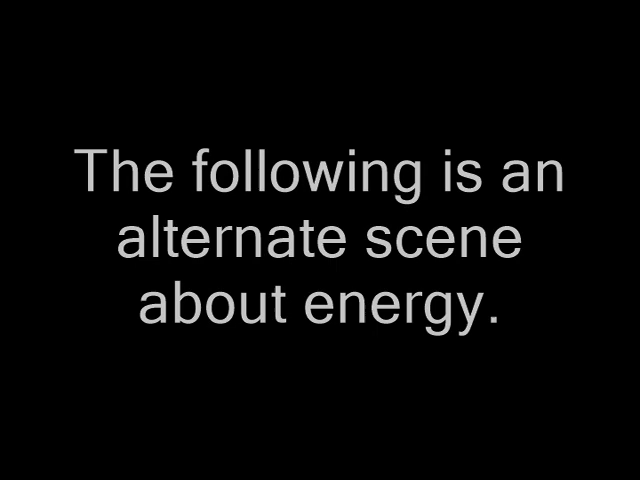 The following is an
alternate scene
about energy.